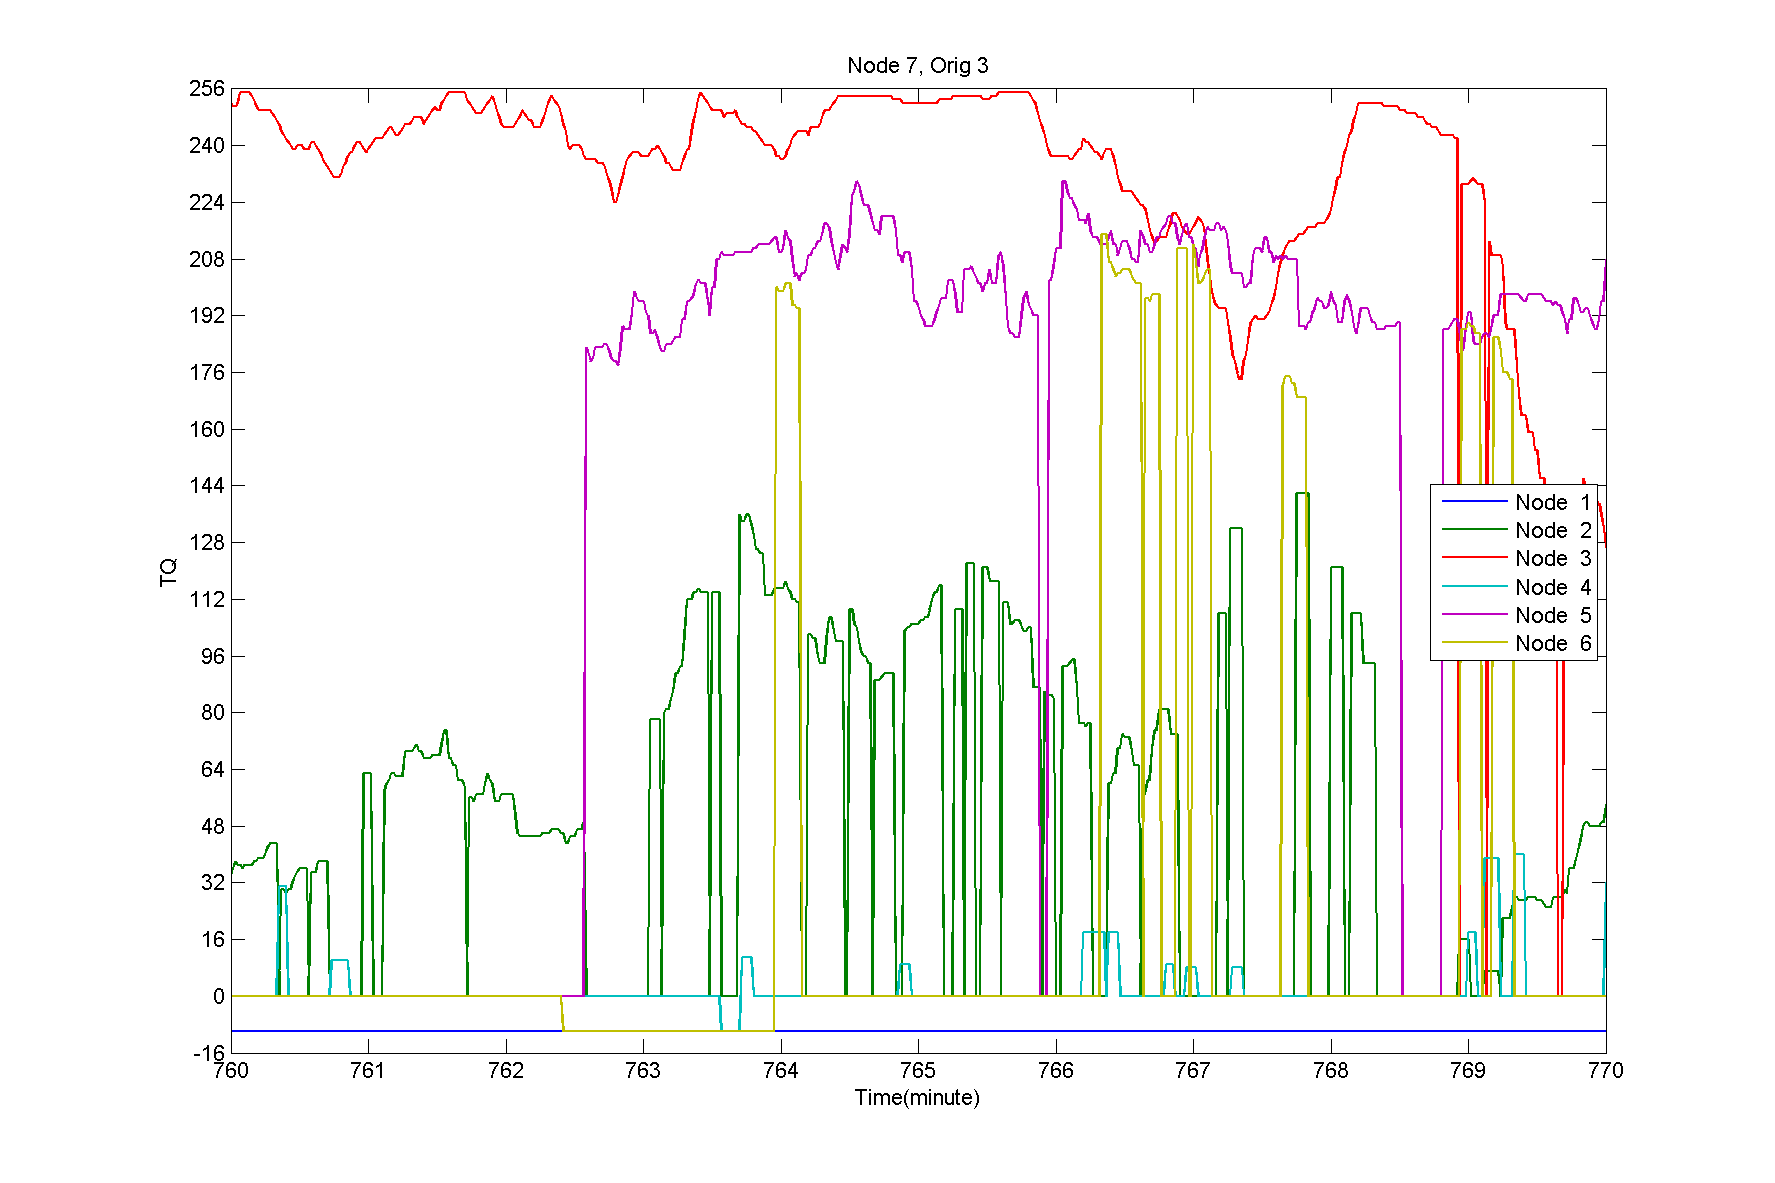 Node 7, Orig 3
256
240
224
208
192
176
160
144
128
112
96
80
64
48
32
16
0
-16
TQ
Node 1
Node 2
Node 3
Node 4
Node 5
Node 6
760 761 762 763 764 765 766 767 768 769 770
Time(minute)